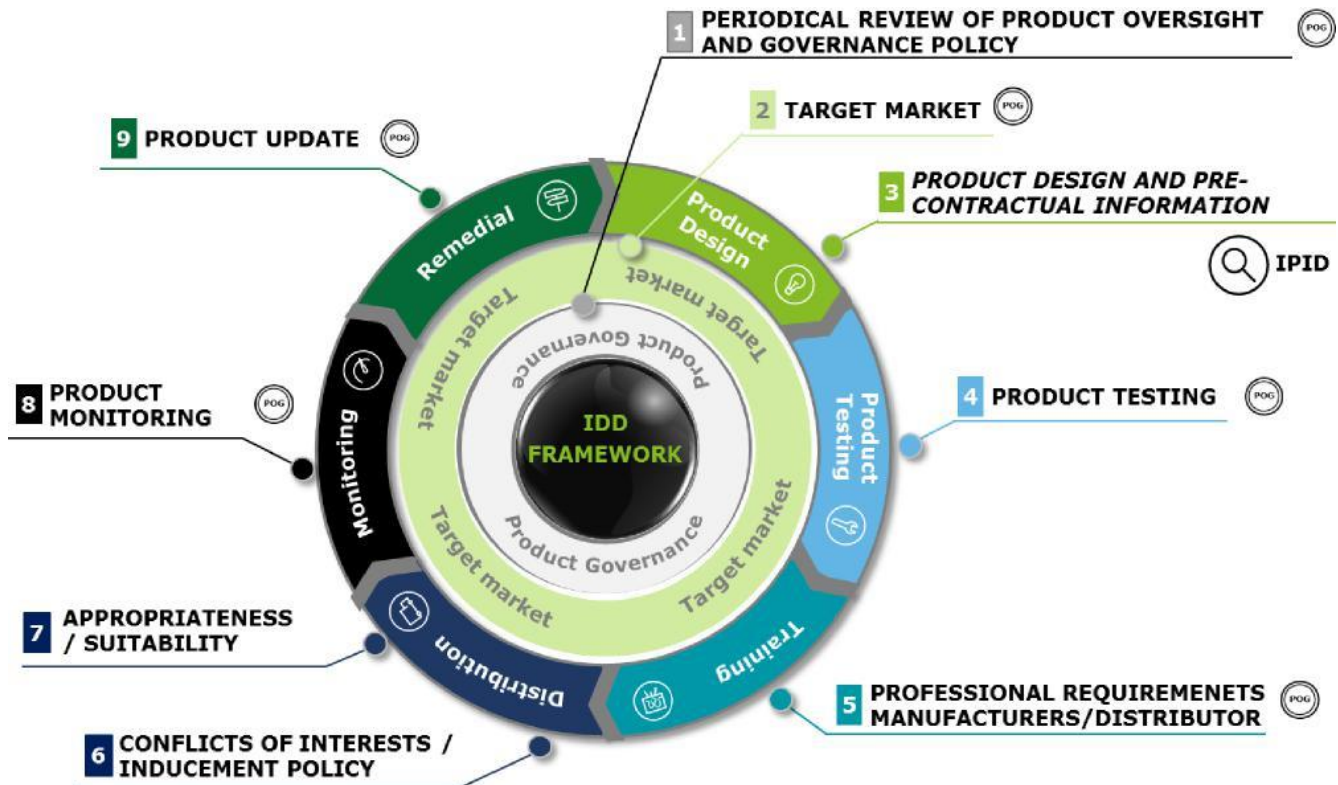 1 PERIODICAL REVIEW OF PRODUCT OVERSIGHT
AND GOVERNANCE POLICY
POG
2 TARGET MARKET
POG
9 PRODUCT UPDATE
POG
3 PRODUCT DESIGN AND PRE-
CONTRACTUAL INFORMATION
IPID
Remedial
Product
Design
Target market
Target market
Product Governance
8 PRODUCT
MONITORING
POG
Monitoring
IDD
FRAMEWORK
Product
Testing
4 PRODUCT TESTING
POG
Product Governance
Target market
Target market
7 APPROPRIATENESS
/ SUITABILITY
Distribution
Training
5 PROFESSIONAL REQUIREMENETS
MANUFACTURERS/DISTRIBUTOR
POG
6 CONFLICTS OF INTERESTS /
INDUCEMENT POLICY